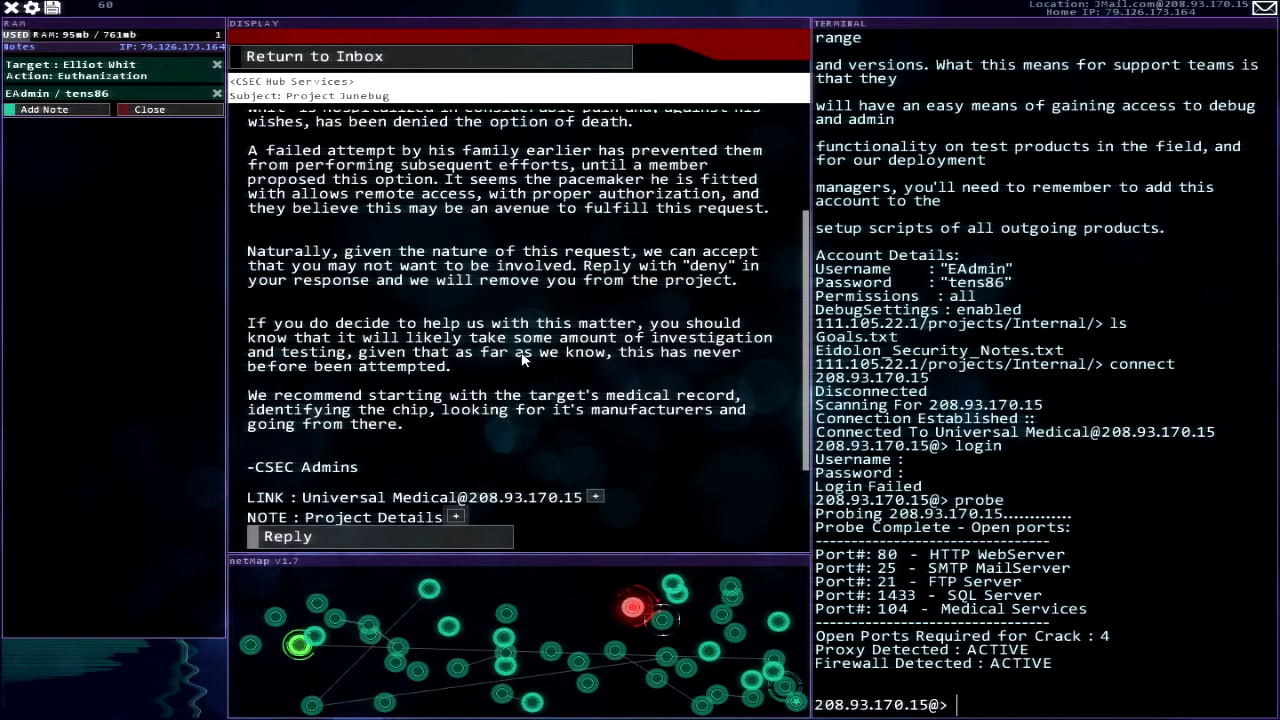 60
Location: JMail.com@208.93.170.15
Home IP: 79.126.173.164
RAM
USED RAM: 95mb / 761mb 1
Notes IP: 79.126.173.164
Target : Elliot Whit
Action: Euthanization
EAdmin / tens86
Add Note
Close
DISPLAY
Return to Inbox
<CSEC Hub Services>
Subject: Project Junebug
wishes, has been denied the option of death.
A failed attempt by his family earlier has prevented them
from performing subsequent efforts, until a member
proposed this option. It seems the pacemaker he is fitted
with allows remote access, with proper authorization, and
they believe this may be an avenue to fulfill this request.
Naturally, given the nature of this request, we can accept
that you may not want to be involved. Reply with "deny" in
your response and we will remove you from the project.
If you do decide to help us with this matter, you should
know that it will likely take some amount of investigation
and testing, given that as far as we know, this has never
before been attempted.
We recommend starting with the target's medical record,
identifying the chip, looking for it's manufacturers and
going from there.
-CSEC Admins
LINK : Universal Medical@208.93.170.15 +
NOTE : Project Details +
Reply
netMap v1.7
TERMINAL
range
and versions. What this means for support teams is
that they
will have an easy means of gaining access to debug
and admin
functionality on test products in the field, and
for our deployment
managers, you'll need to remember to add this
account to the
setup scripts of all outgoing products.
Account Details:
Username : "EAdmin"
Password : "tens86"
Permissions : all
DebugSettings : enabled
111.105.22.1/projects/Internal/> ls
Goals.txt
Eidolon_Security_Notes.txt
111.105.22.1/projects/Internal/> connect
208.93.170.15
Disconnected
Scanning For 208.93.170.15
Connection Established ::
Connected To Universal Medical@208.93.170.15
208.93.170.15@> login
Username :
Password :
Login Failed
208.93.170.15@> probe
Probing 208.93.170.15.............
Probe Complete - Open ports:
---------------------------------
Port#: 80 - HTTP WebServer
Port#: 25 - SMTP MailServer
Port#: 21 - FTP Server
Port#: 1433 - SQL Server
Port#: 104 - Medical Services
---------------------------------
Open Ports Required for Crack : 4
Proxy Detected : ACTIVE
Firewall Detected : ACTIVE
208.93.170.15@>